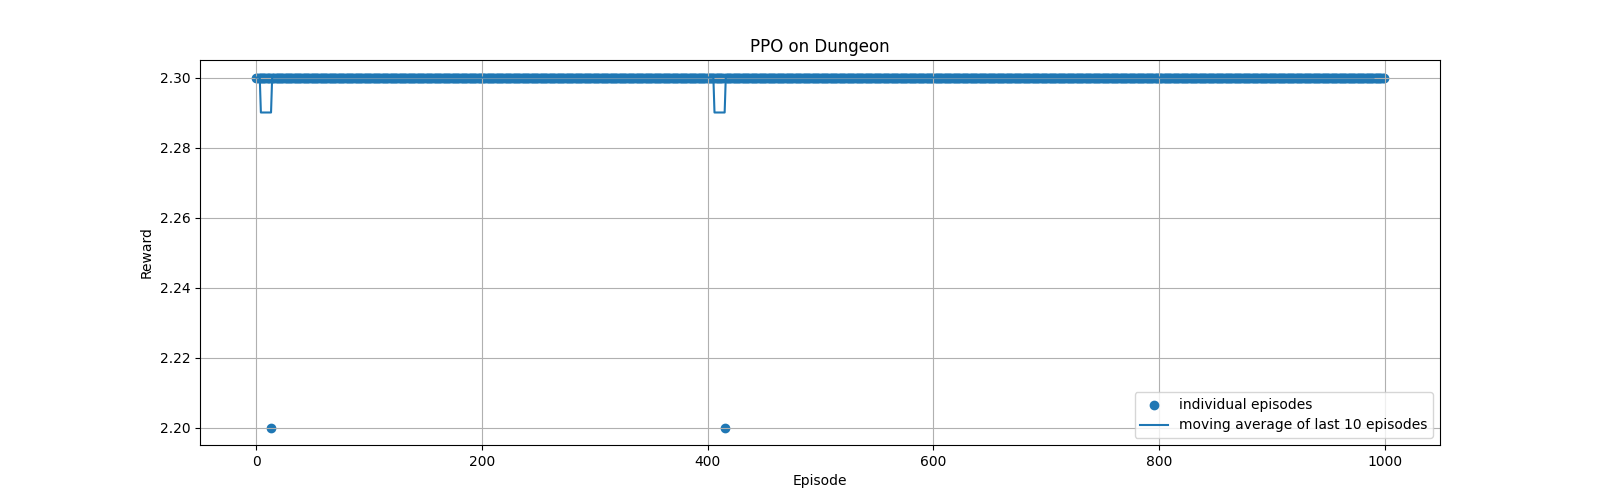 PPO on Dungeon
Reward
2.30
2.28
2.26
2.24
2.22
2.20
individual episodes
moving average of last 10 episodes
0
200
400
600
800
1000
Episode